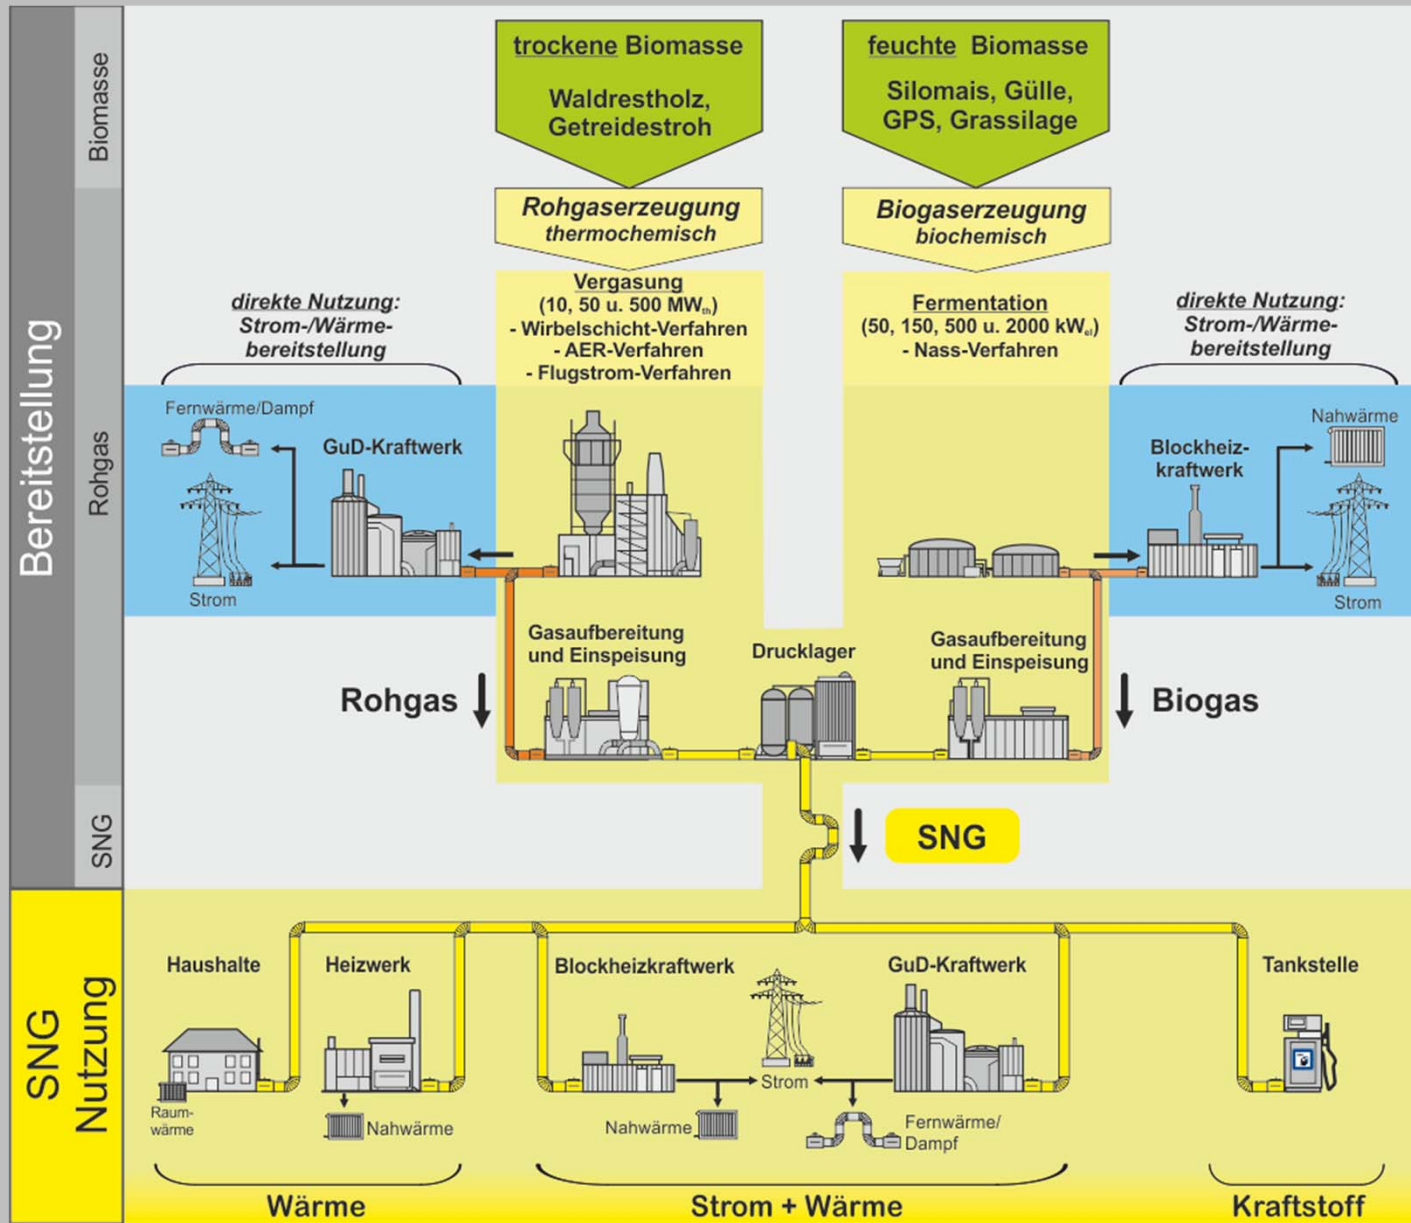 trockene Biomasse
Waldrestholz,
Getreidestroh
feuchte Biomasse
Silomais, Gülle,
GPS, Grassilage
Biomasse
Rohgaserzeugung
thermochemisch
Biogaserzeugung
biochemisch
Bereitstellung
Rohgas
direkte Nutzung:
Strom-/Wärme-
bereitstellung
Vergasung
(10, 50 u. 500 MWth)
- Wirbelschicht-Verfahren
- AER-Verfahren
- Flugstrom-Verfahren
Fermentation
(50, 150, 500 u. 2000 kWel)
- Nass-Verfahren
direkte Nutzung:
Strom-/Wärme-
bereitstellung
Fernwärme/Dampf
GuD-Kraftwerk
Strom
Blockheiz-
kraftwerk
Nahwärme
Strom
Gasaufbereitung
und Einspeisung
Drucklager
Gasaufbereitung
und Einspeisung
Rohgas
Biogas
SNG
SNG
SNG
Nutzung
Haushalte
Heizwerk
Blockheizkraftwerk
GuD-Kraftwerk
Tankstelle
Strom
Raum-
wärme
Nahwärme
Nahwärme
Fernwärme/
Dampf
Wärme
Strom + Wärme
Kraftstoff